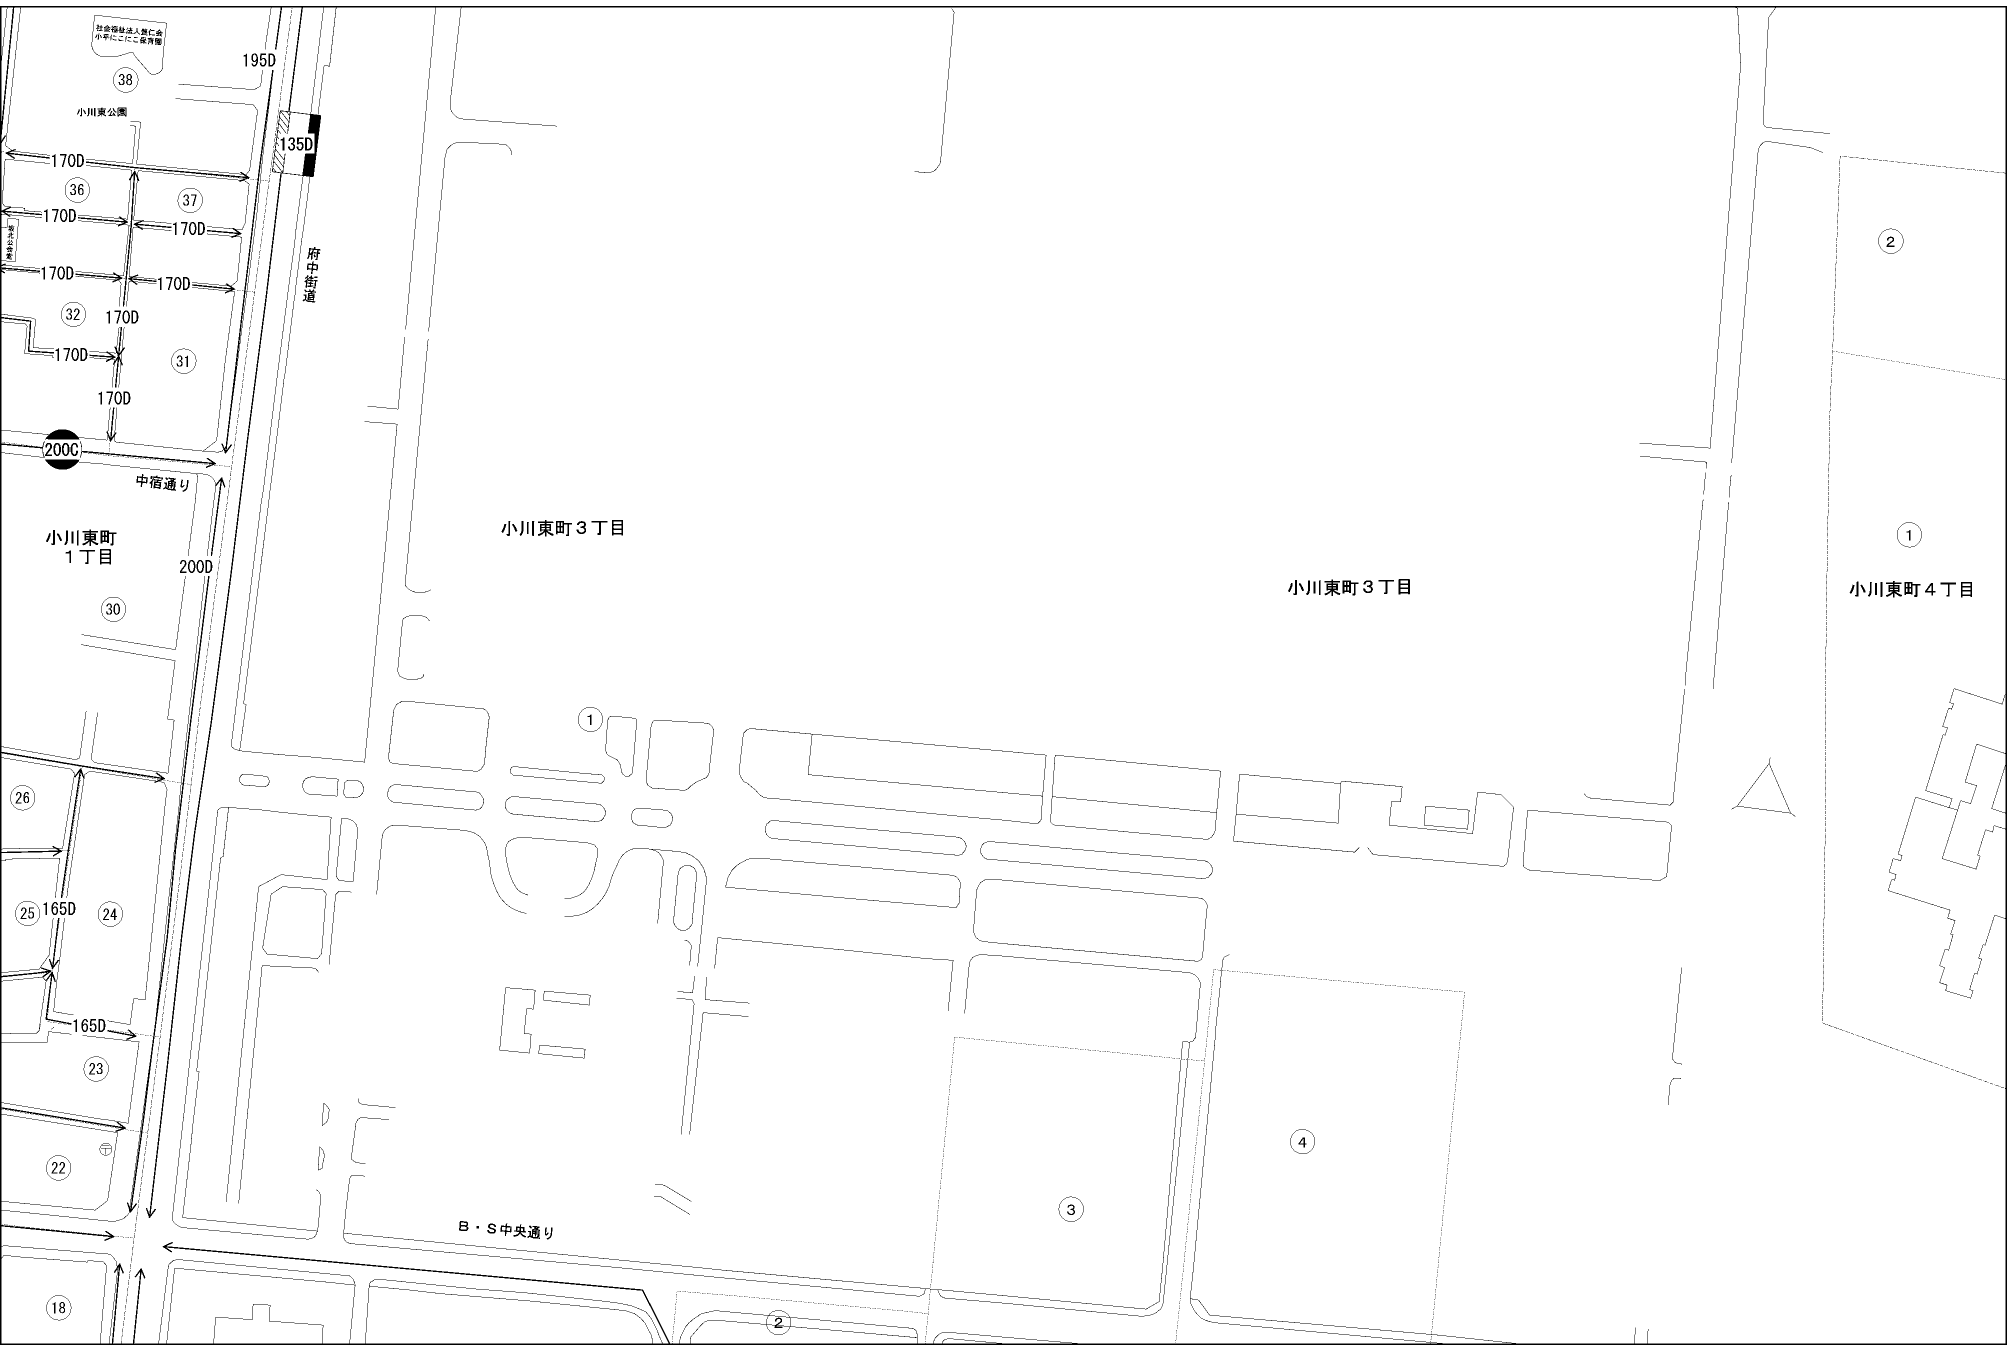 社会福祉法人慧仁会
小平にこにこ保育園
195D
38
小川東公園
135D
170D
36
37
170D
170D
2
府中街道
170D
170D
32
170D
170D
31
170D
200C
中宿通り
小川東町3丁目
小川東町
1丁目
1
200D
小川東町3丁目
小川東町4丁目
30
1
26
25
165D
24
165D
23
4
〒
22
3
B・S中央通り
18
2